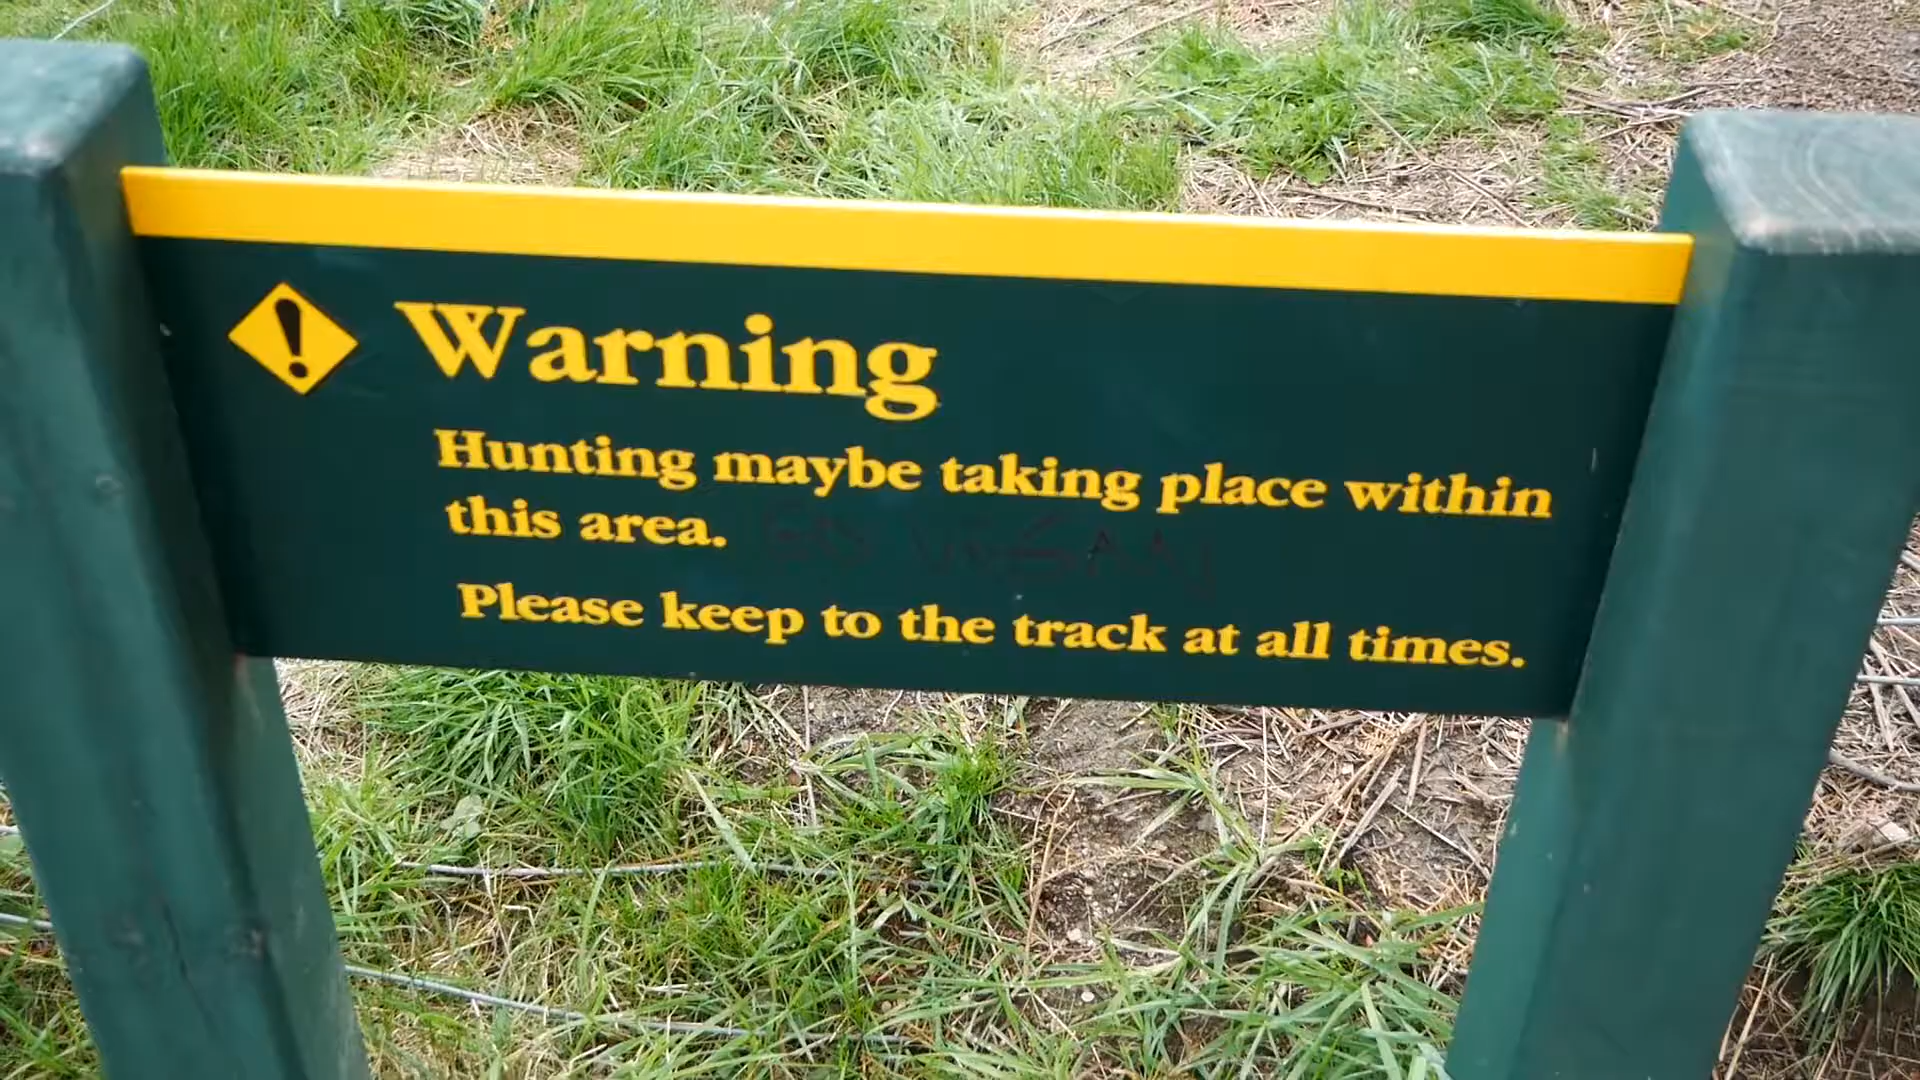 Warning
Hunting maybe taking place within
this area.
Please keep to the track at all times.